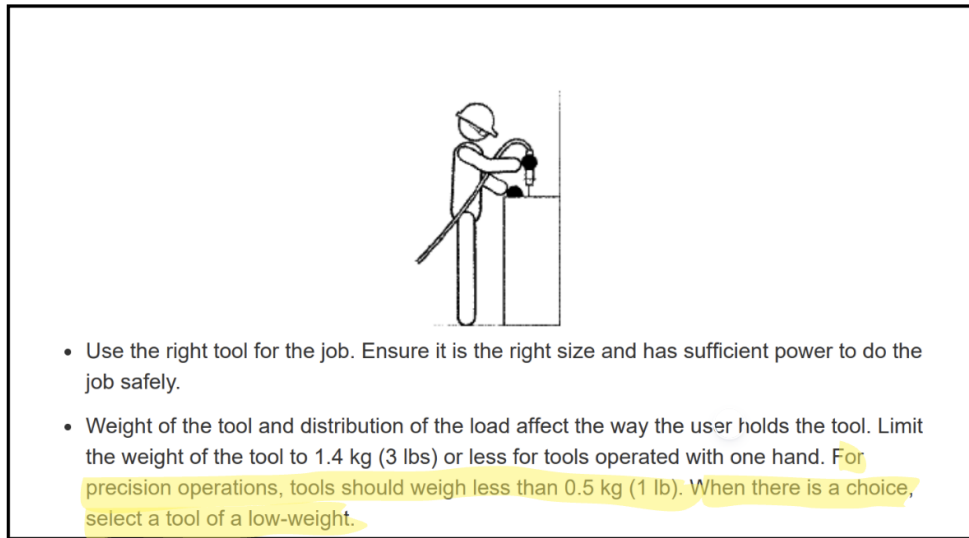 • Use the right tool for the job. Ensure it is the right size and has sufficient power to do the
job safely.
• Weight of the tool and distribution of the load affect the way the user holds the tool. Limit
the weight of the tool to 1.4 kg (3 lbs) or less for tools operated with one hand. For
precision operations, tools should weigh less than 0.5 kg (1 lb). When there is a choice,
select a tool of a low-weight.